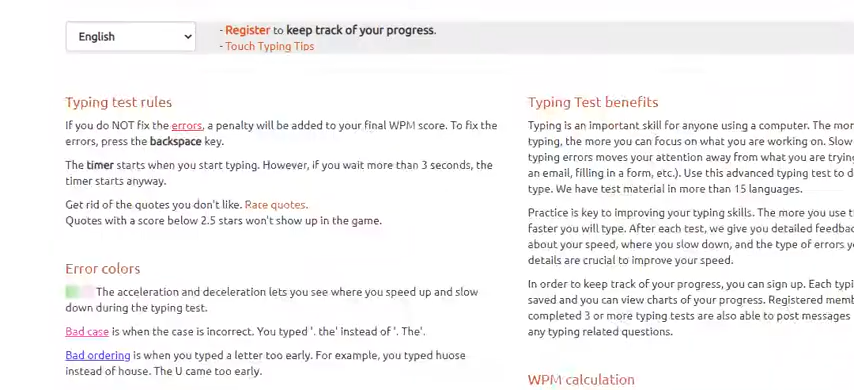 English
- Register to keep track of your progress.
- Touch Typing Tips
Typing test rules
If you do NOT fix the errors, a penalty will be added to your final WPM score. To fix the
errors, press the backspace key.
The timer starts when you start typing. However, if you wait more than 3 seconds, the
timer starts anyway.
Get rid of the quotes you don't like. Rate quotes.
Quotes with a score below 2.5 stars won't show up in the game.
Error colors
The acceleration and deceleration lets you see where you speed up and slow
down during the typing test.
Bad case is when the case is incorrect. You typed '. the' instead of '. The'.
Bad ordering is when you typed a letter too early. For example, you typed huose
instead of house. The U came too early.
Typing Test benefits
Typing is an important skill for anyone using a computer. The mor
typing, the more you can focus on what you are working on. Slow
typing errors moves your attention away from what you are trying
an email, filling in a form, etc.). Use this advanced typing test to d
type. We have test material in more than 15 languages.
Practice is key to improving your typing skills. The more you use t
faster you will type. After each test, we give you detailed feedba
about your speed, where you slow down, and the type of errors y
details are crucial to improve your speed.
In order to keep track of your progress, you can sign up. Each typi
saved and you can view charts of your progress. Registered memb
completed 3 or more typing tests are also able to post messages
any typing related questions.
WPM calculation